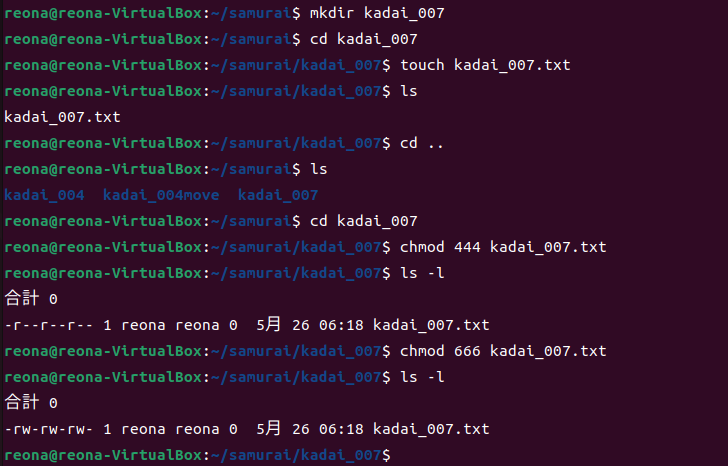 reona@reona-VirtualBox:~/samurai$ mkdir kadai_007
reona@reona-VirtualBox:~/samurai$ cd kadai_007
reona@reona-VirtualBox:~/samurai/kadai_007$ touch kadai_007.txt
reona@reona-VirtualBox:~/samurai/kadai_007$ ls
kadai_007.txt
reona@reona-VirtualBox:~/samurai/kadai_007$ cd ..
reona@reona-VirtualBox:~/samurai$ ls
kadai_004  kadai_004move  kadai_007
reona@reona-VirtualBox:~/samurai$ cd kadai_007
reona@reona-VirtualBox:~/samurai/kadai_007$ chmod 444 kadai_007.txt
reona@reona-VirtualBox:~/samurai/kadai_007$ ls -l
合計 0
-r--r--r-- 1 reona reona 0  5月 26 06:18 kadai_007.txt
reona@reona-VirtualBox:~/samurai/kadai_007$ chmod 666 kadai_007.txt
reona@reona-VirtualBox:~/samurai/kadai_007$ ls -l
合計 0
-rw-rw-rw- 1 reona reona 0  5月 26 06:18 kadai_007.txt
reona@reona-VirtualBox:~/samurai/kadai_007$